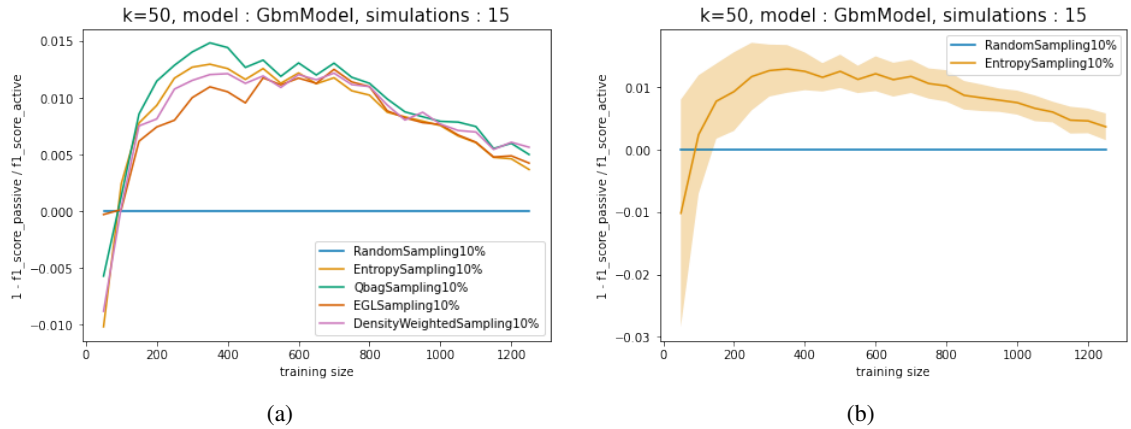 k=50, model : GbmModel, simulations : 15
1 - f1_score_passive / f1_score_active
0.015
0.010
0.005
0.000
−0.005
−0.010
RandomSampling10%
EntropySampling10%
QbagSampling10%
EGLSampling10%
DensityWeightedSampling10%
0 200 400 600 800 1000 1200
training size
(a)
k=50, model : GbmModel, simulations : 15
1 - f1_score_passive / f1_score_active
0.01
0.00
−0.01
−0.02
−0.03
RandomSampling10%
EntropySampling10%
0 200 400 600 800 1000 1200
training size
(b)